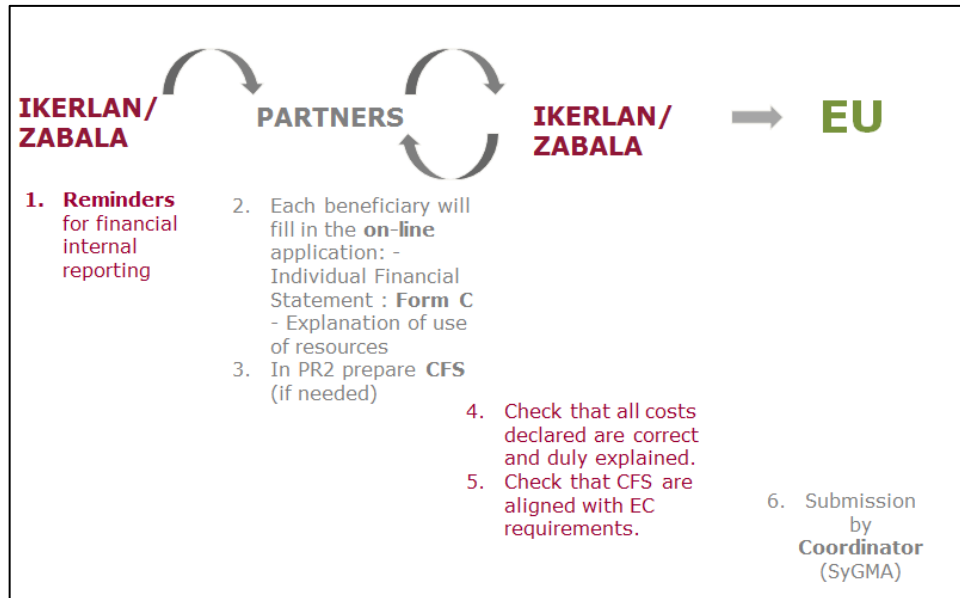 IKERLAN/
ZABALA
PARTNERS
IKERLAN/
ZABALA
EU
1. Reminders
for financial
internal
reporting
2. Each beneficiary will
fill in the on-line
application: -
Individual Financial
Statement : Form C
- Explanation of use
of resources
3. In PR2 prepare CFS
(if needed)
4. Check that all costs
declared are correct
and duly explained.
5. Check that CFS are
aligned with EC
requirements.
6. Submission
by
Coordinator
(SyGMA)